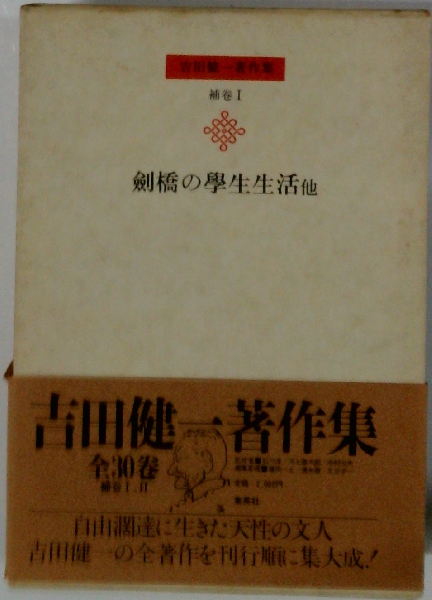 吉田健一著作集
補巻 I
劍橋の學生生活他
吉田健一著作集
全30卷
補巻I・II
集英社
自由濶達に生きた天性の文人
吉田健一の全著作を刊行順に集大成!